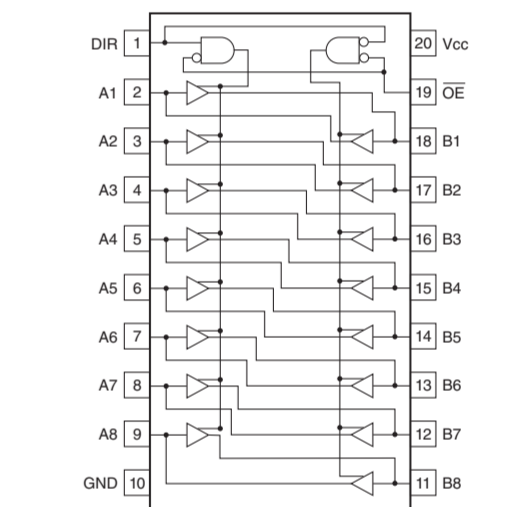 DIR 1 20 Vcc
A1 2 19 O̅E̅
A2 3 18 B1
A3 4 17 B2
A4 5 16 B3
A5 6 15 B4
A6 7 14 B5
A7 8 13 B6
A8 9 12 B7
GND 10 11 B8